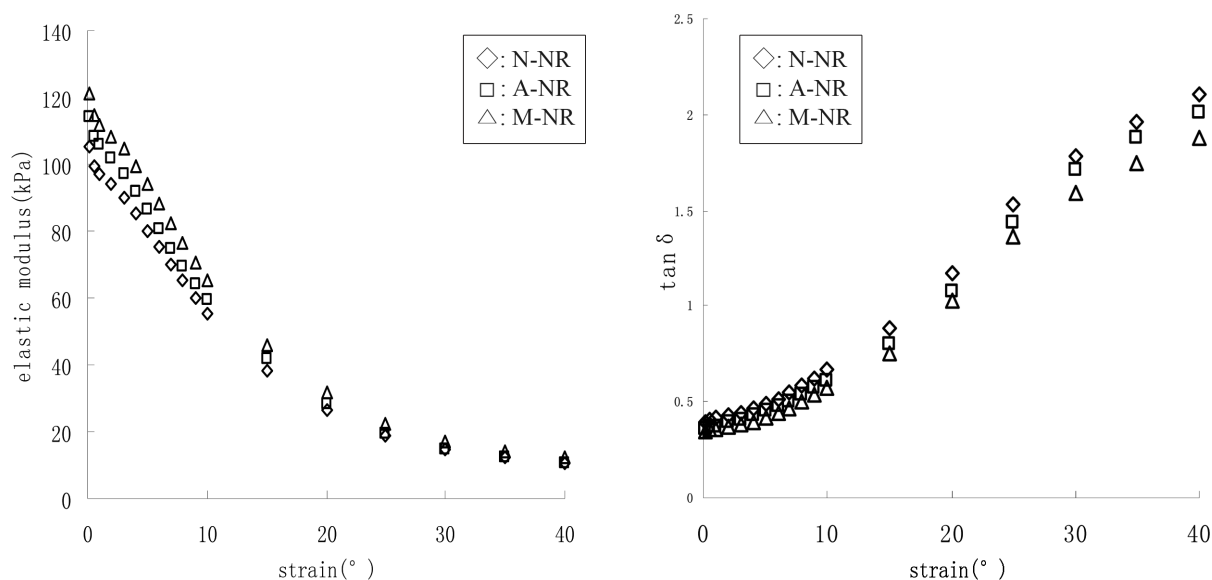 140
120
100
80
60
40
20
0
elastic modulus(kPa)
◇: N-NR
□: A-NR
△: M-NR
0 10 20 30 40
strain(°)
2.5
2
1.5
1
0.5
0
tan δ
◇: N-NR
□: A-NR
△: M-NR
0 10 20 30 40
strain(°)